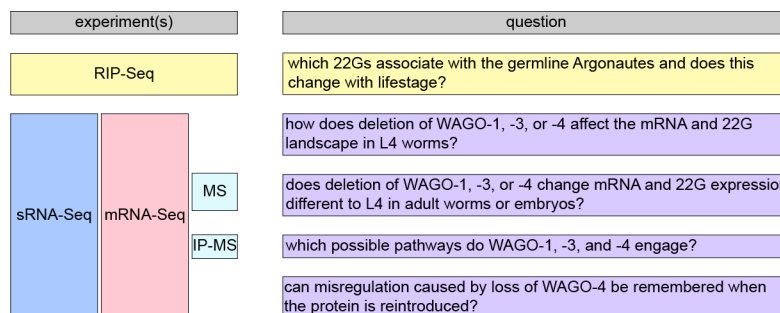 experiment(s)
question
RIP-Seq
which 22Gs associate with the germline Argonautes and does this
change with lifestage?
how does deletion of WAGO-1, -3, or -4 affect the mRNA and 22G
landscape in L4 worms?
MS
does deletion of WAGO-1, -3, or -4 change mRNA and 22G expressio
different to L4 in adult worms or embryos?
sRNA-Seq
mRNA-Seq
IP-MS
which possible pathways do WAGO-1, -3, and -4 engage?
can misregulation caused by loss of WAGO-4 be remembered when
the protein is reintroduced?